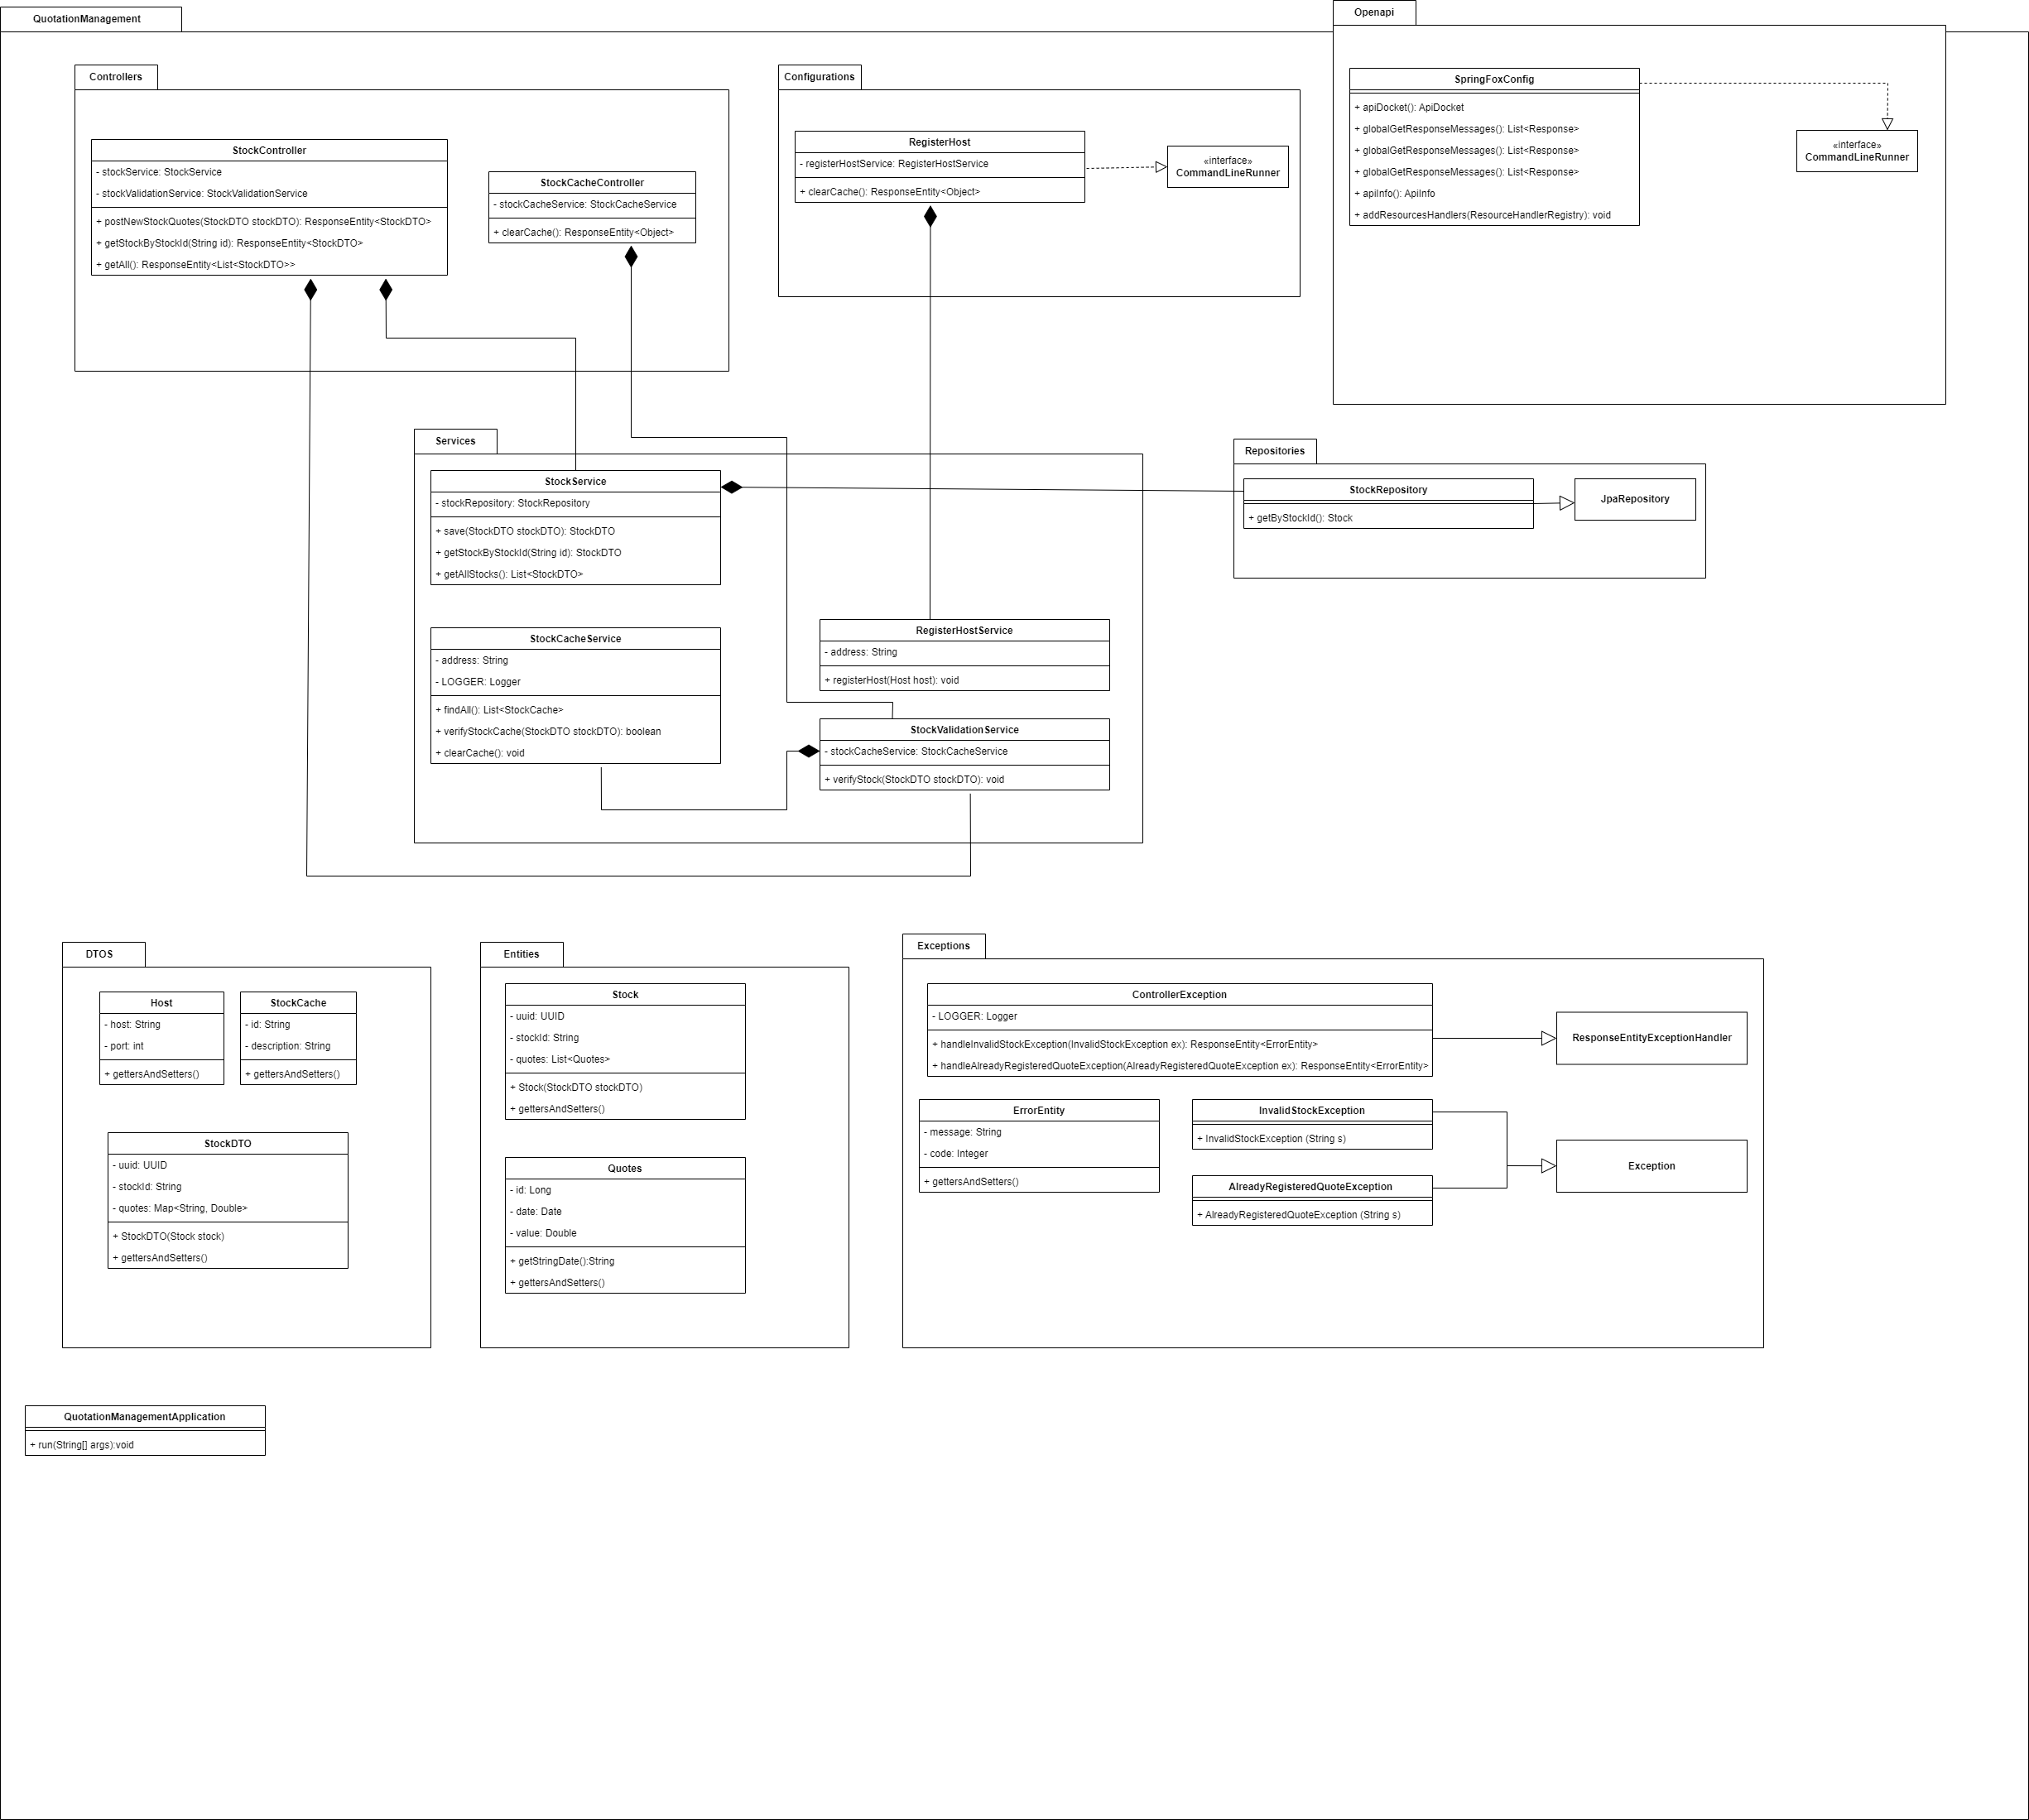 QuotationManagement
Openapi
Controllers
Configurations
StockController
- stockService: StockService
- stockValidationService: StockValidationService
+ postNewStockQuotes(StockDTO stockDTO): ResponseEntity<StockDTO>
+ getStockByStockId(String id): ResponseEntity<StockDTO>
+ getAll(): ResponseEntity<List<StockDTO>>
StockCacheController
- stockCacheService: StockCacheService
+ clearCache(): ResponseEntity<Object>
RegisterHost
- registerHostService: RegisterHostService
+ clearCache(): ResponseEntity<Object>
«interface»
CommandLineRunner
SpringFoxConfig
+ apiDocket(): ApiDocket
+ globalGetResponseMessages(): List<Response>
+ globalGetResponseMessages(): List<Response>
+ globalGetResponseMessages(): List<Response>
+ apiInfo(): ApiInfo
+ addResourcesHandlers(ResourceHandlerRegistry): void
«interface»
CommandLineRunner
Services
StockService
- stockRepository: StockRepository
+ save(StockDTO stockDTO): StockDTO
+ getStockByStockId(String id): StockDTO
+ getAllStocks(): List<StockDTO>
Repositories
StockRepository
+ getByStockId(): Stock
JpaRepository
StockCacheService
- address: String
- LOGGER: Logger
+ findAll(): List<StockCache>
+ verifyStockCache(StockDTO stockDTO): boolean
+ clearCache(): void
RegisterHostService
- address: String
+ registerHost(Host host): void
StockValidationService
- stockCacheService: StockCacheService
+ verifyStock(StockDTO stockDTO): void
DTOS
Host
- host: String
- port: int
+ gettersAndSetters()
StockCache
- id: String
- description: String
+ gettersAndSetters()
StockDTO
- uuid: UUID
- stockId: String
- quotes: Map<String, Double>
+ StockDTO(Stock stock)
+ gettersAndSetters()
Entities
Stock
- uuid: UUID
- stockId: String
- quotes: List<Quotes>
+ Stock(StockDTO stockDTO)
+ gettersAndSetters()
Quotes
- id: Long
- date: Date
- value: Double
+ getStringDate():String
+ gettersAndSetters()
Exceptions
ControllerException
- LOGGER: Logger
+ handleInvalidStockException(InvalidStockException ex): ResponseEntity<ErrorEntity>
+ handleAlreadyRegisteredQuoteException(AlreadyRegisteredQuoteException ex): ResponseEntity<ErrorEntity>
ResponseEntityExceptionHandler
ErrorEntity
- message: String
- code: Integer
+ gettersAndSetters()
InvalidStockException
+ InvalidStockException (String s)
AlreadyRegisteredQuoteException
+ AlreadyRegisteredQuoteException (String s)
Exception
QuotationManagementApplication
+ run(String[] args):void